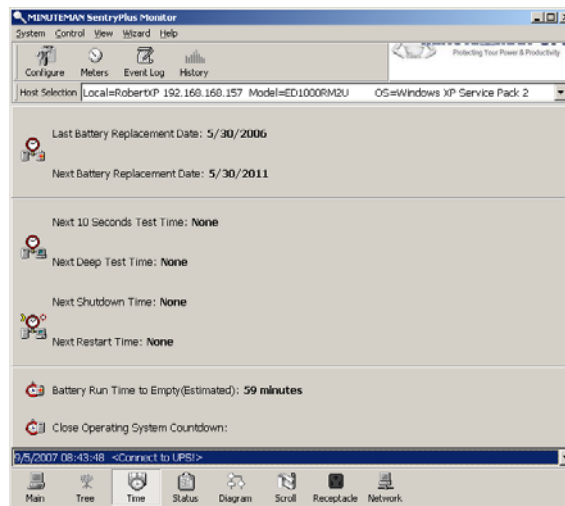 MINUTEMAN SentryPlus Monitor
System Control View Wizard Help
Configure Meters Event Log History
Protecting Your Power & Productivity
Host Selection Local=RobertXP 192.168.168.157 Model=ED1000RM2U OS=Windows XP Service Pack 2
Last Battery Replacement Date: 5/30/2006
Next Battery Replacement Date: 5/30/2011
Next 10 Seconds Test Time: None
Next Deep Test Time: None
Next Shutdown Time: None
Next Restart Time: None
Battery Run Time to Empty(Estimated): 59 minutes
Close Operating System Countdown:
9/5/2007 08:43:48 <Connect to UPS!>
Main Tree Time Status Diagram Scroll Receptacle Network